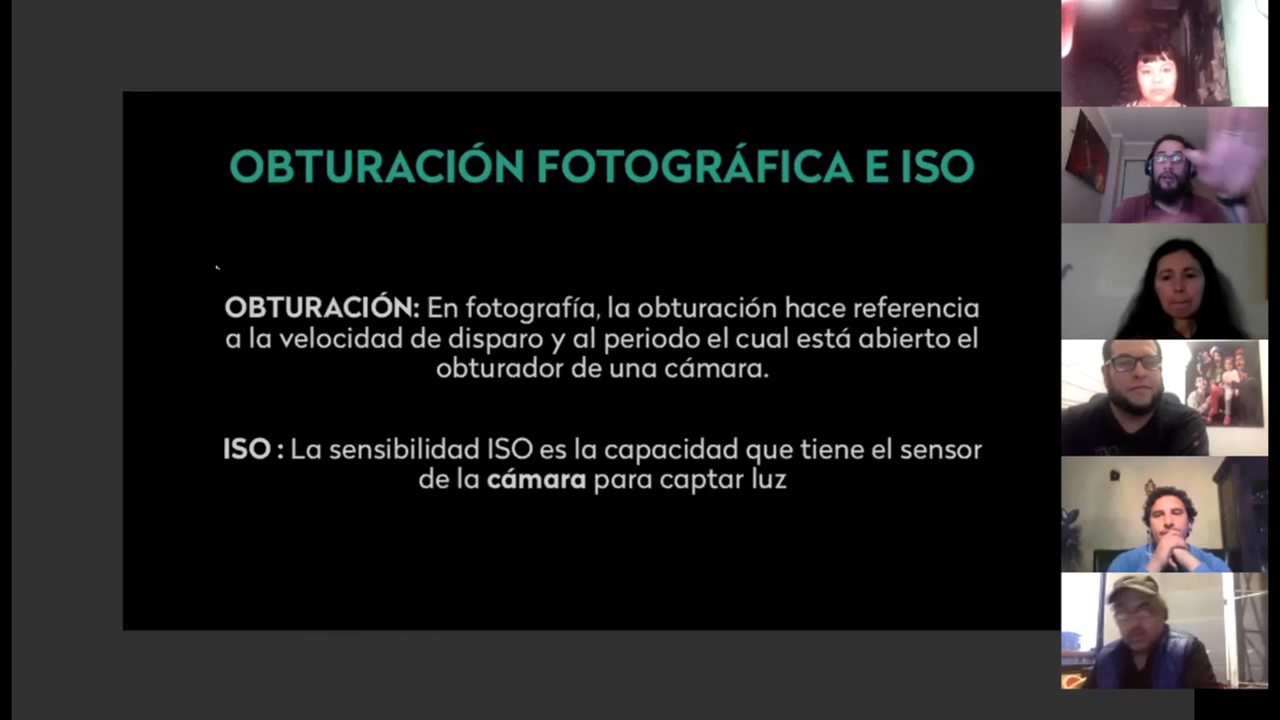 OBTURACIÓN FOTOGRÁFICA E ISO
OBTURACIÓN: En fotografía, la obturación hace referencia
a la velocidad de disparo y al periodo el cual está abierto el
obturador de una cámara.
ISO : La sensibilidad ISO es la capacidad que tiene el sensor
de la cámara para captar luz